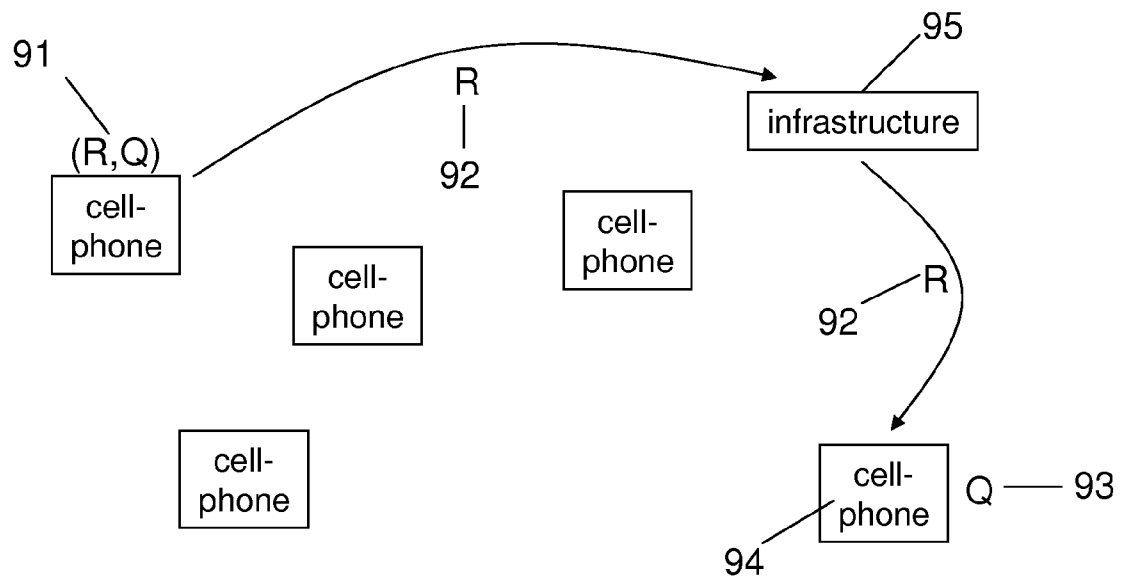 91
95
R
infrastructure
(R,Q)
92
cell-
phone
cell-
phone
cell-
phone
R
92
cell-
phone
cell-
phone
Q
93
94